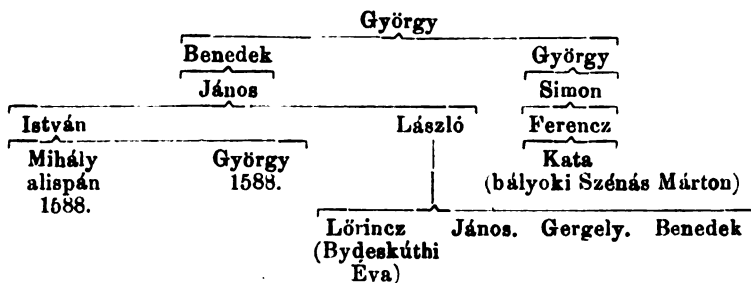 György
Benedek György
János Simon
István László Ferencz
Mihály György Kata
alispán 1588. (bályoki Szénás Márton)
1588.
Lőrincz János. Gergely. Benedek
(Bydeskúthi
Éva)